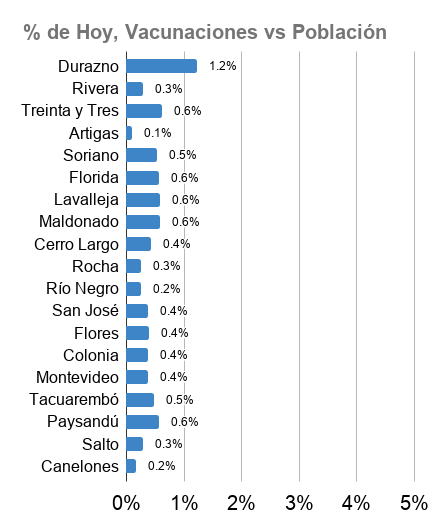 % de Hoy, Vacunaciones vs Población
Durazno 1.2%
Rivera 0.3%
Treinta y Tres 0.6%
Artigas 0.1%
Soriano 0.5%
Florida 0.6%
Lavalleja 0.6%
Maldonado 0.6%
Cerro Largo 0.4%
Rocha 0.3%
Río Negro 0.2%
San José 0.4%
Flores 0.4%
Colonia 0.4%
Montevideo 0.4%
Tacuarembó 0.5%
Paysandú 0.6%
Salto 0.3%
Canelones 0.2%
0% 1% 2% 3% 4% 5%